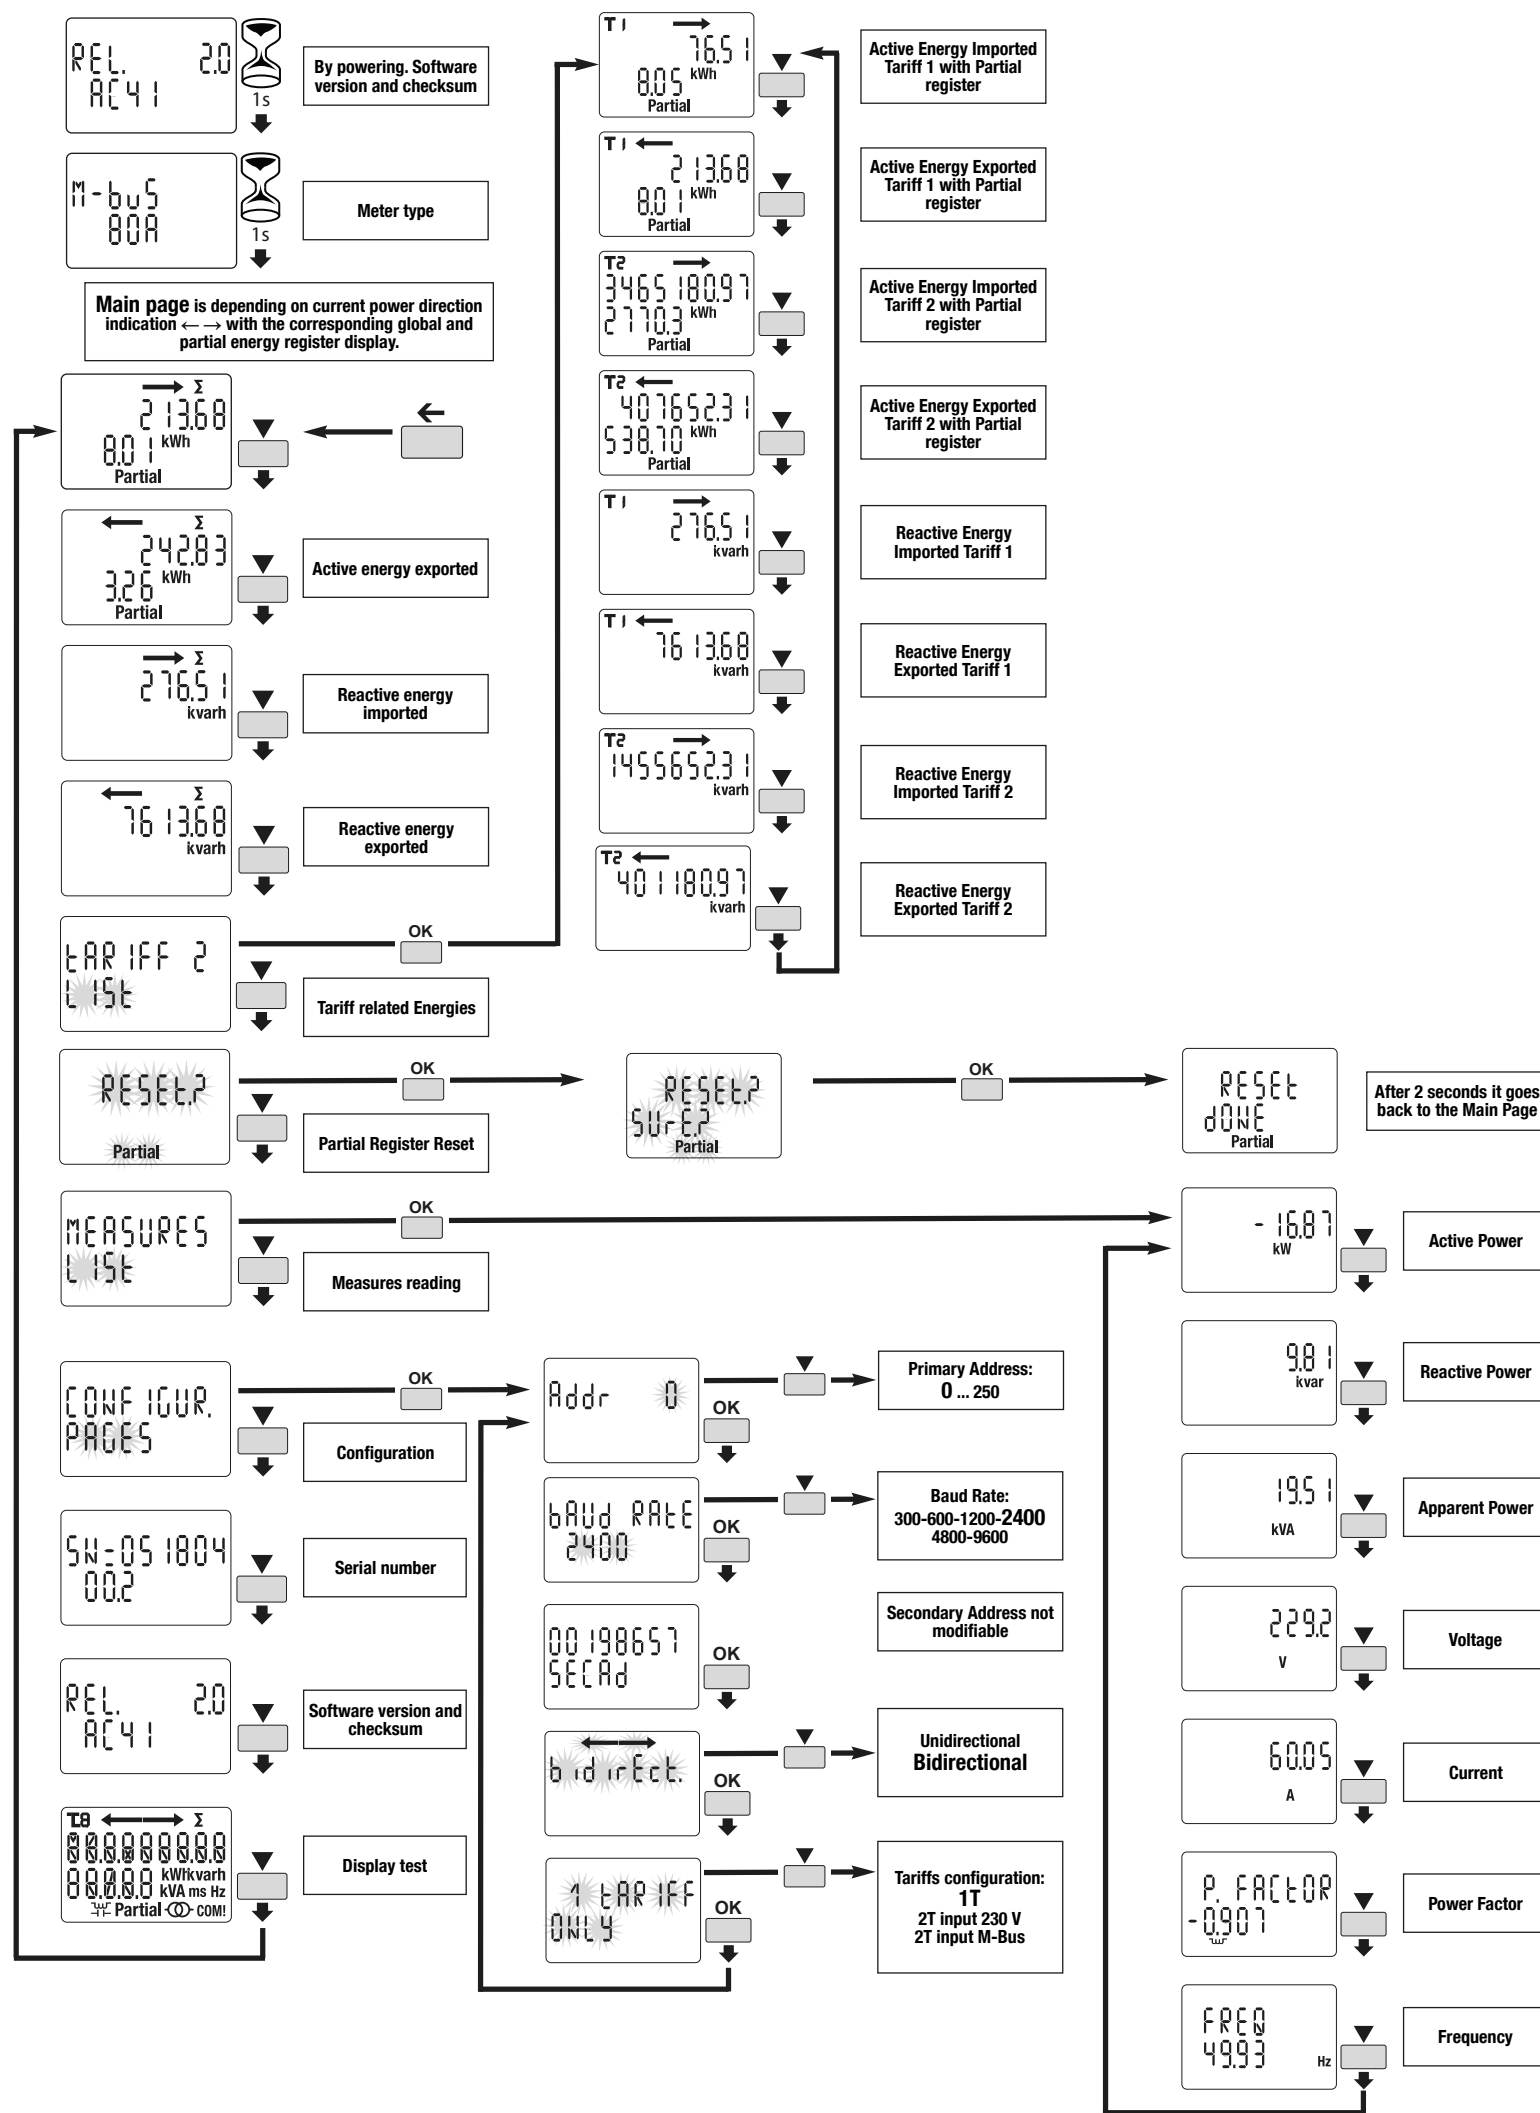 REL. 2.0
AC41
1s
By powering. Software
version and checksum
M-buS
80A
1s
Meter type
Main page is depending on current power direction
indication ← → with the corresponding global and
partial energy register display.
→ Σ
213.68
8.01 kWh
Partial
←
← Σ
242.83
3.26 kWh
Partial
Active energy exported
→ Σ
276.51
kvarh
Reactive energy
imported
← Σ
7613.68
kvarh
Reactive energy
exported
tARIFF 2
LISt
OK
Tariff related Energies
T1 →
76.51
8.05 kWh
Partial
Active Energy Imported
Tariff 1 with Partial
register
T1 ←
213.68
8.01 kWh
Partial
Active Energy Exported
Tariff 1 with Partial
register
T2 →
3465180.97
2770.3 kWh
Partial
Active Energy Imported
Tariff 2 with Partial
register
T2 ←
407652.31
538.70 kWh
Partial
Active Energy Exported
Tariff 2 with Partial
register
T1 →
276.51
kvarh
Reactive Energy
Imported Tariff 1
T1 ←
7613.68
kvarh
Reactive Energy
Exported Tariff 1
T2 →
1455652.31
kvarh
Reactive Energy
Imported Tariff 2
T2 ←
401180.97
kvarh
Reactive Energy
Exported Tariff 2
RESEt.?
Partial
OK
Partial Register Reset
RESEt.?
SUrE.?
Partial
OK
RESEt
dONE
Partial
After 2 seconds it goes
back to the Main Page
MEASURES
LISt
OK
Measures reading
CONFIGUR.
PAGES
OK
Configuration
SN-051804
00.2
Serial number
REL. 2.0
AC41
Software version and
checksum
T.8 ← → Σ
kWhkvarh
kVA ms Hz
Partial COM!
Display test
Addr 0
OK
Primary Address:
0 ... 250
bAUd RAtE
2400
OK
Baud Rate:
300-600-1200-2400
4800-9600
00198657
SECAd
OK
Secondary Address not
modifiable
← →
bidirEct.
OK
Unidirectional
Bidirectional
1 tARIFF
ONLY
OK
Tariffs configuration:
1T
2T input 230 V
2T input M-Bus
-16.87
kW
Active Power
9.81
kvar
Reactive Power
19.51
kVA
Apparent Power
229.2
V
Voltage
60.05
A
Current
P. FACtOR
-0.907
Power Factor
FREQ
49.93 Hz
Frequency